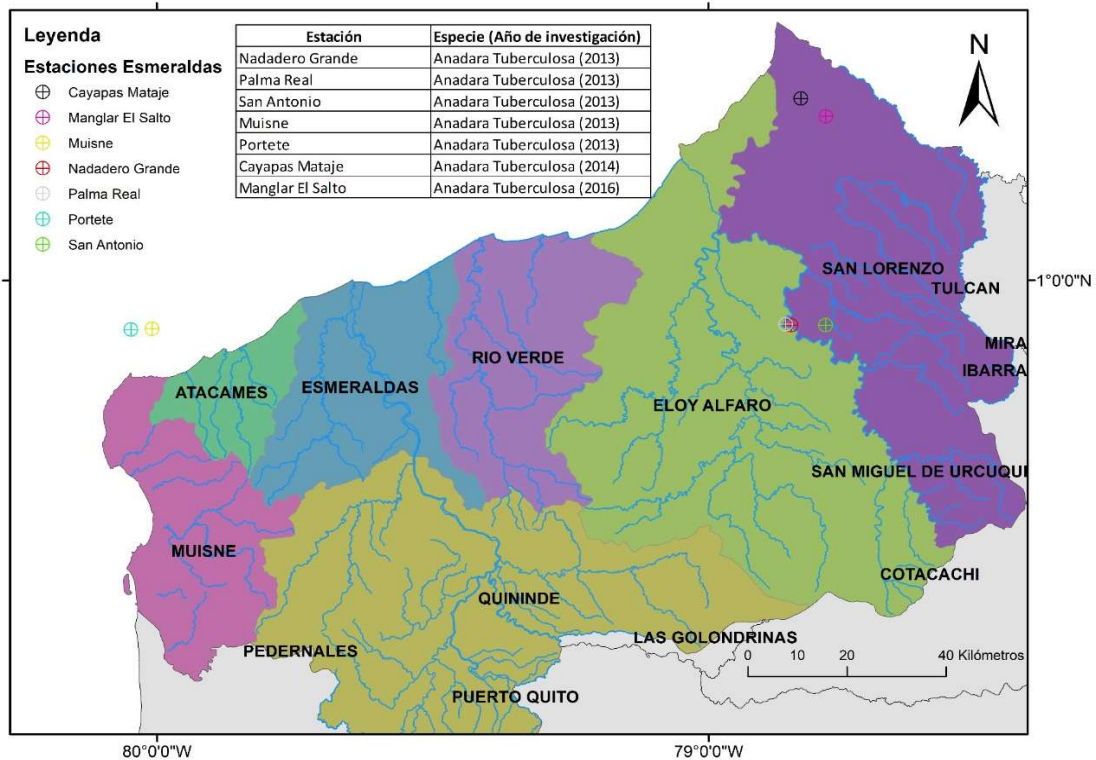 Leyenda
Estaciones Esmeraldas
Cayapas Mataje
Manglar El Salto
Muisne
Nadadero Grande
Palma Real
Portete
San Antonio
Estación Especie (Año de investigación)
Nadadero Grande Anadara Tuberculosa (2013)
Palma Real Anadara Tuberculosa (2013)
San Antonio Anadara Tuberculosa (2013)
Muisne Anadara Tuberculosa (2013)
Portete Anadara Tuberculosa (2013)
Cayapas Mataje Anadara Tuberculosa (2014)
Manglar El Salto Anadara Tuberculosa (2016)
N
SAN LORENZO
TULCAN
1°0'0"N
MIRA
IBARRA
RIO VERDE
ATACAMES
ESMERALDAS
ELOY ALFARO
SAN MIGUEL DE URCUQUI
MUISNE
COTACACHI
QUININDE
LAS GOLONDRINAS
PEDERNALES
0 10 20 40 Kilómetros
PUERTO QUITO
80°0'0"W
79°0'0"W